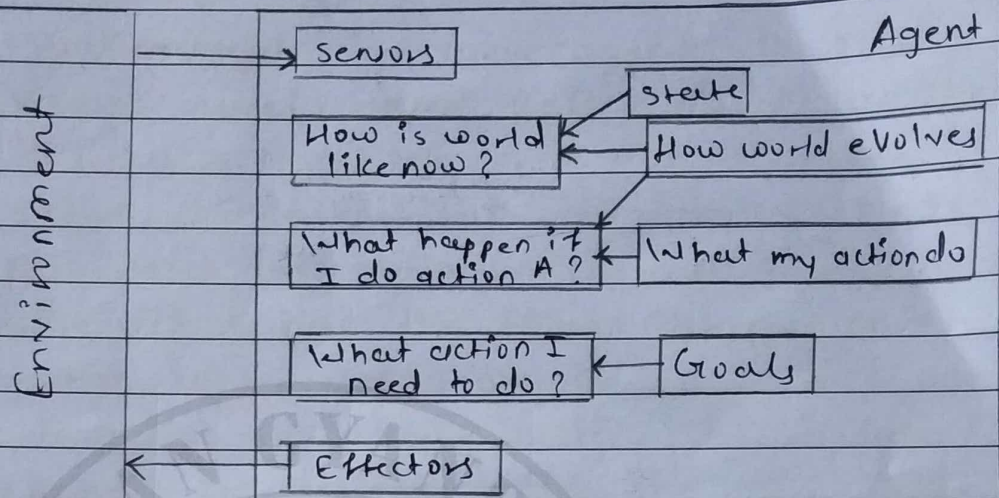 Agent
Sensors
State
How is world
like now?
How world evolves
What happen if
I do action A?
What my action do
What action I
need to do?
Goals
Effectors
Environment
N GYAN